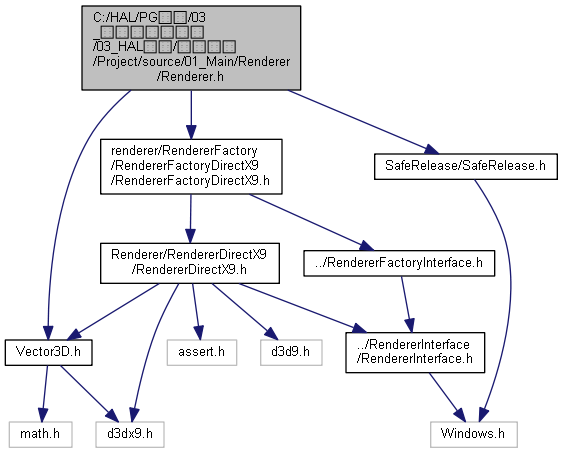 C:/HAL/PG
/03
/03_HAL
/Project/source/01_Main/Renderer
/Renderer.h
renderer/RendererFactory
/RendererFactoryDirectX9
/RendererFactoryDirectX9.h
SafeRelease/SafeRelease.h
Renderer/RendererDirectX9
/RendererDirectX9.h
../RendererFactoryInterface.h
Vector3D.h
assert.h
d3d9.h
../RendererInterface
/RendererInterface.h
math.h
d3dx9.h
Windows.h